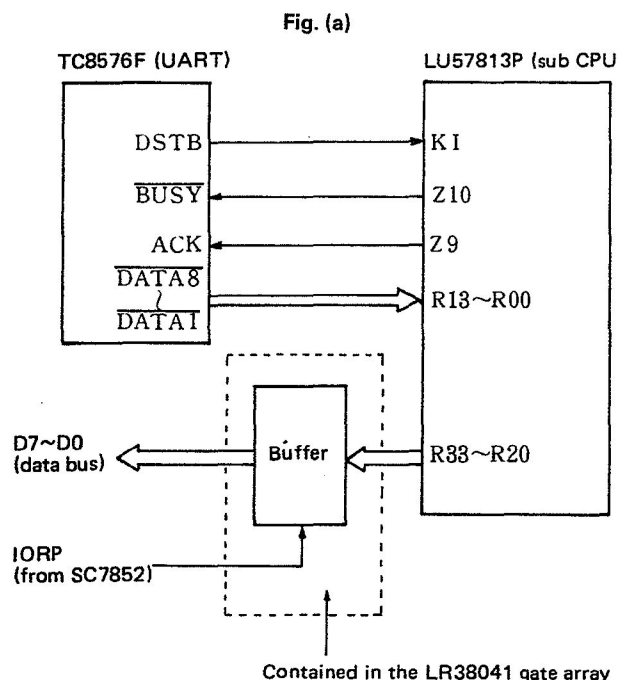 Fig. (a)
TC8576F (UART)
LU57813P (sub CPU
DSTB
KI
BUSY
Z10
ACK
Z9
DATA8
~
DATA1
R13~R00
D7~D0
(data bus)
Buffer
R33~R20
IORP
(from SC7852)
Contained in the LR38041 gate array